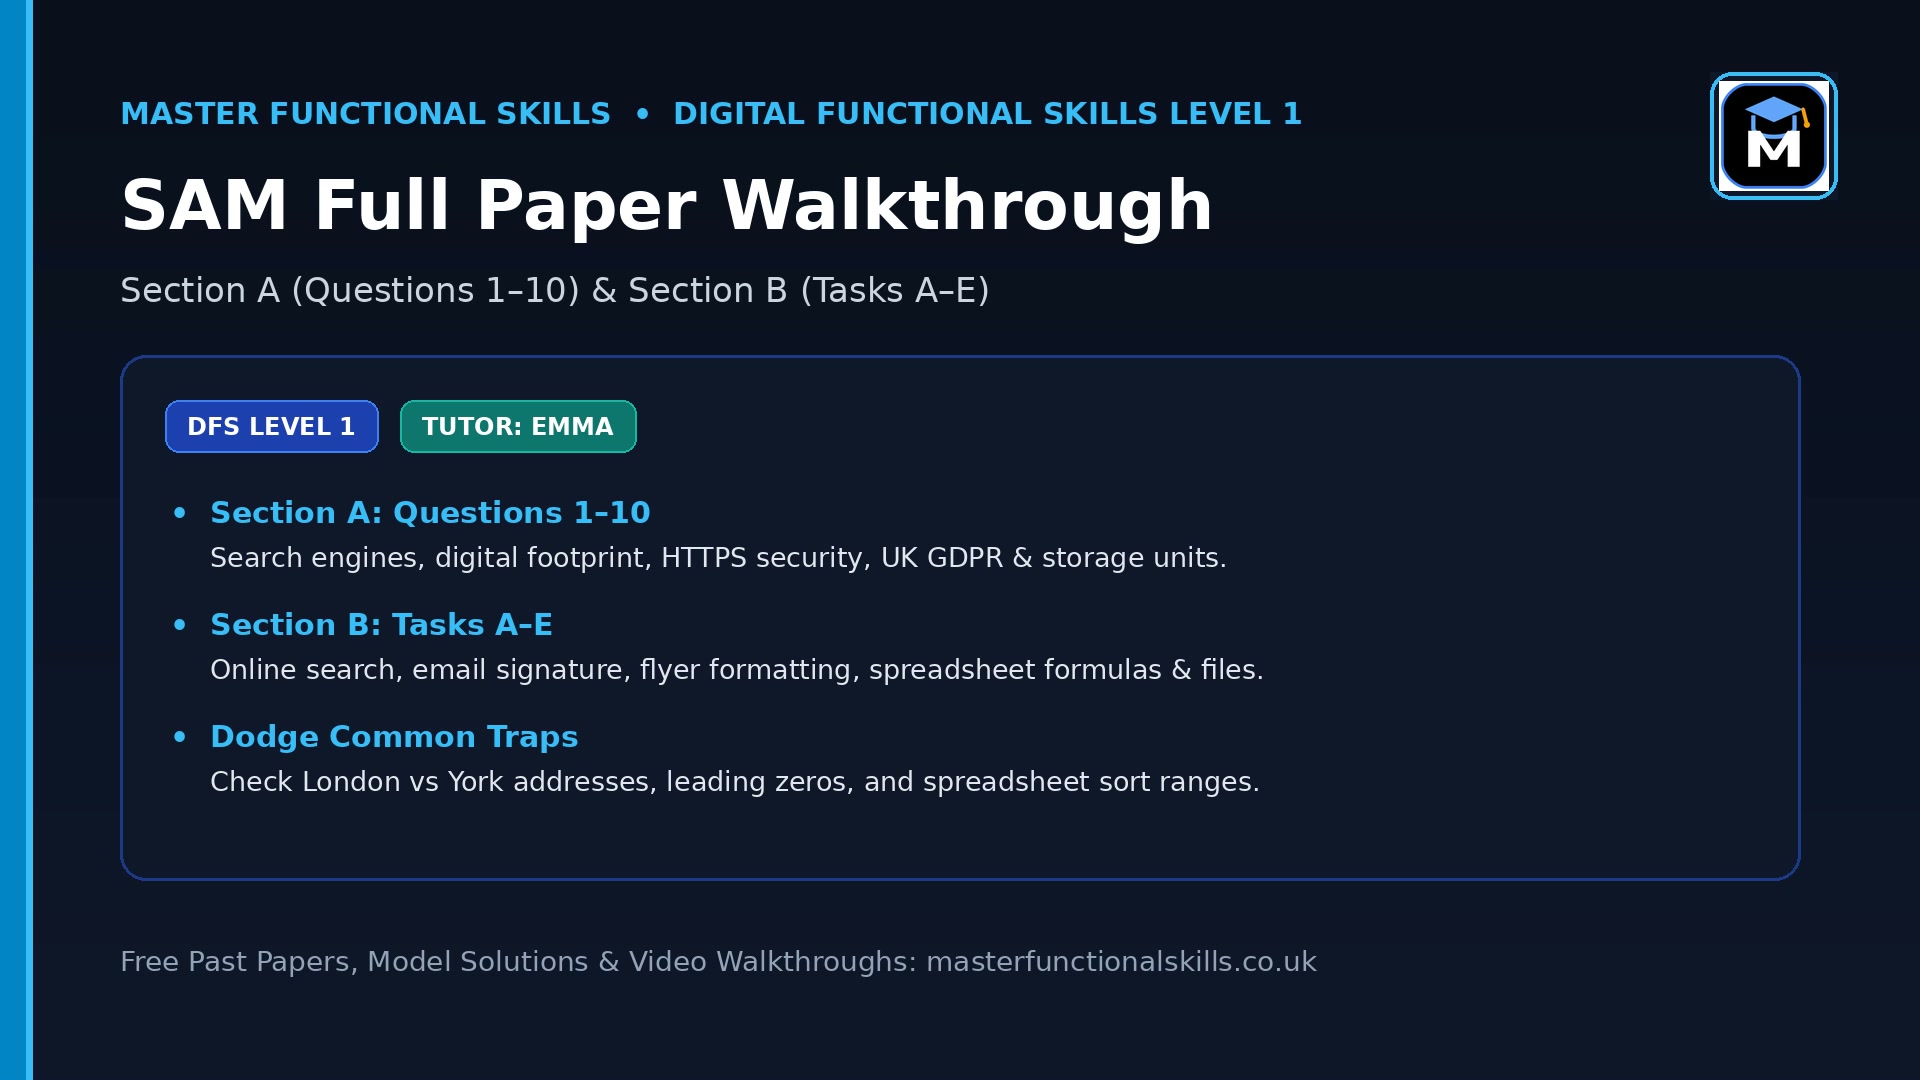 MASTER FUNCTIONAL SKILLS • DIGITAL FUNCTIONAL SKILLS LEVEL 1
M
SAM Full Paper Walkthrough
Section A (Questions 1–10) & Section B (Tasks A–E)
DFS LEVEL 1
TUTOR: EMMA
• Section A: Questions 1–10
Search engines, digital footprint, HTTPS security, UK GDPR & storage units.
• Section B: Tasks A–E
Online search, email signature, flyer formatting, spreadsheet formulas & files.
• Dodge Common Traps
Check London vs York addresses, leading zeros, and spreadsheet sort ranges.
Free Past Papers, Model Solutions & Video Walkthroughs: masterfunctionalskills.co.uk